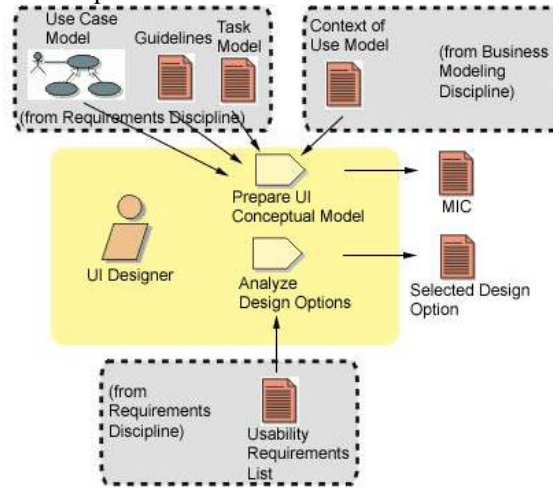 Use Case
Model
Guidelines
Task
Model
Context of
Use Model
(from Business
Modeling
Discipline)
(from Requirements Discipline)
Prepare UI
Conceptual Model
MIC
UI Designer
Analyze
Design Options
Selected Design
Option
(from
Requirements
Discipline)
Usability
Requirements
List